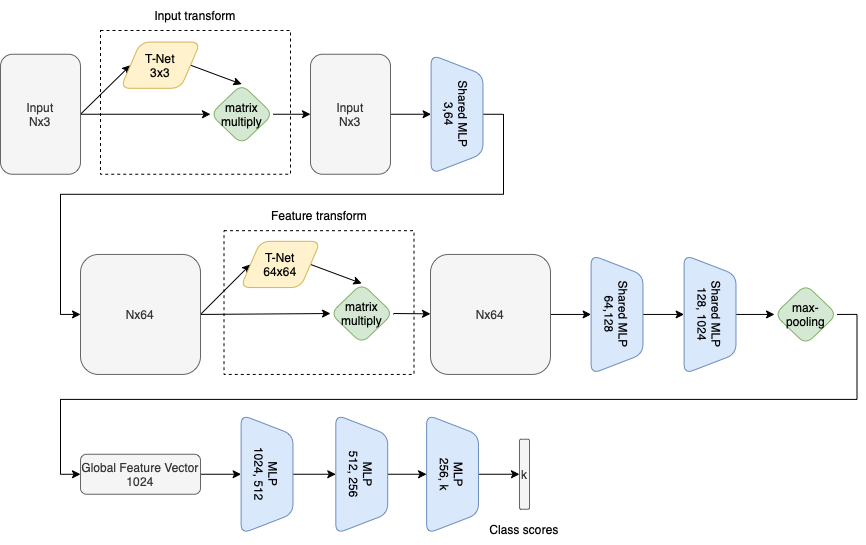 Input transform
Input
Nx3
T-Net
3x3
matrix
multiply
Input
Nx3
Shared MLP
3,64
Feature transform
Nx64
T-Net
64x64
matrix
multiply
Nx64
Shared MLP
64,128
Shared MLP
128, 1024
max-
pooling
Global Feature Vector
1024
MLP
1024, 512
MLP
512, 256
MLP
256, k
k
Class scores